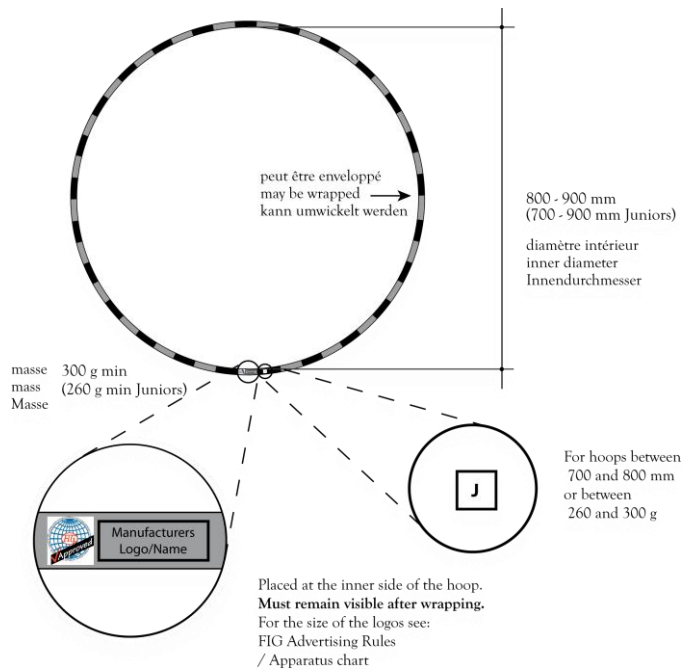 peut être enveloppé
may be wrapped
kann umwickelt werden
800 - 900 mm
(700 - 900 mm Juniors)
diamètre intérieur
inner diameter
Innendurchmesser
masse 300 g min
mass (260 g min Juniors)
Masse
J
For hoops between
700 and 800 mm
or between
260 and 300 g
FIG
Approved
Manufacturers
Logo/Name
Placed at the inner side of the hoop.
Must remain visible after wrapping.
For the size of the logos see:
FIG Advertising Rules
/ Apparatus chart